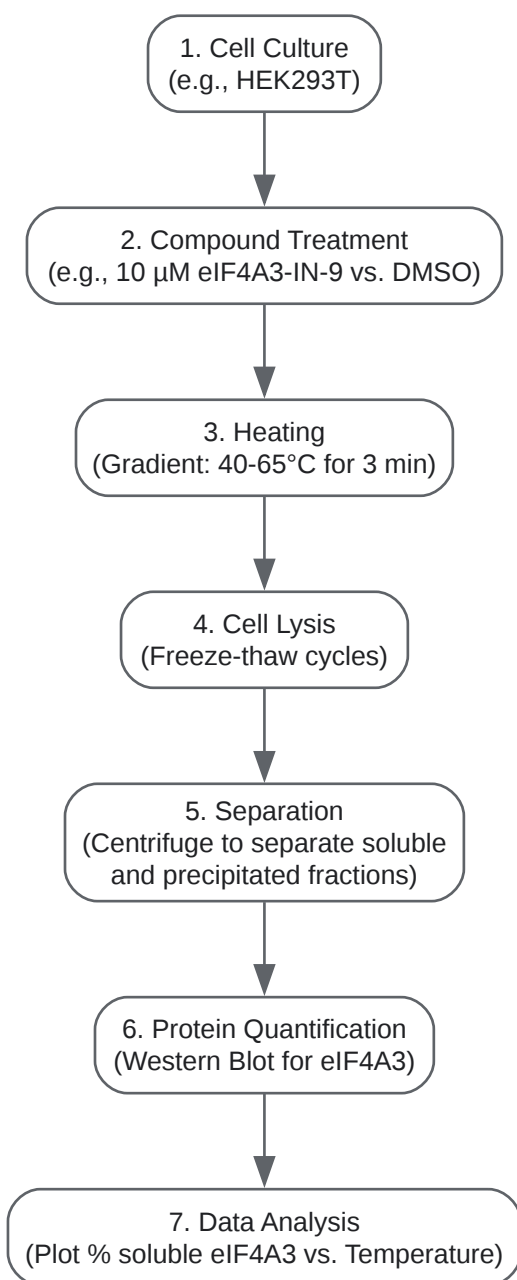 1. Cell Culture
(e.g., HEK293T)
2. Compound Treatment
(e.g., 10 µM eIF4A3-IN-9 vs. DMSO)
3. Heating
(Gradient: 40-65°C for 3 min)
4. Cell Lysis
(Freeze-thaw cycles)
5. Separation
(Centrifuge to separate soluble
and precipitated fractions)
6. Protein Quantification
(Western Blot for eIF4A3)
7. Data Analysis
(Plot % soluble eIF4A3 vs. Temperature)